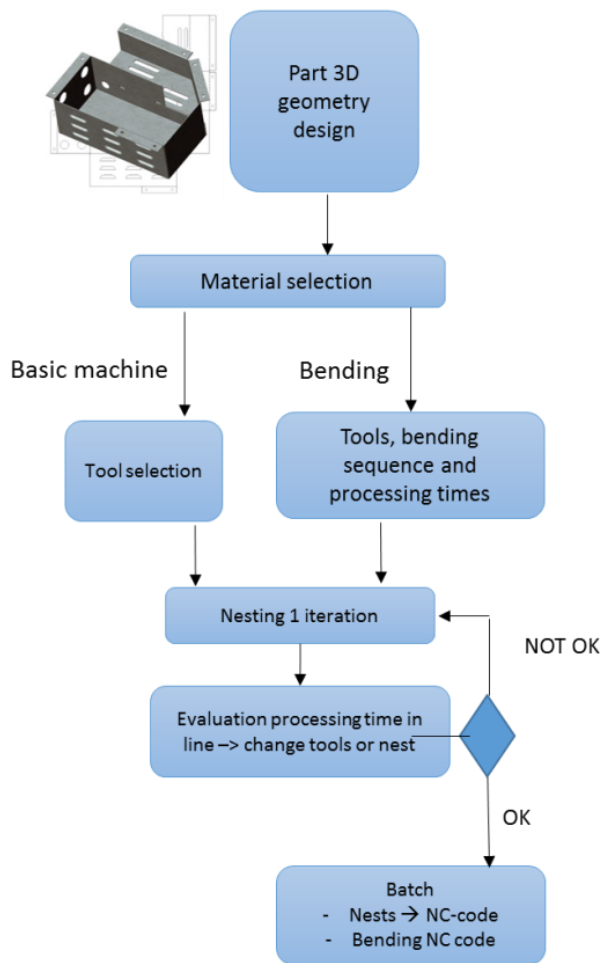 Part 3D
geometry
design
Material selection
Basic machine
Bending
Tool selection
Tools, bending
sequence and
processing times
Nesting 1 iteration
NOT OK
Evaluation processing time in
line –> change tools or nest
OK
Batch
- Nests → NC-code
- Bending NC code